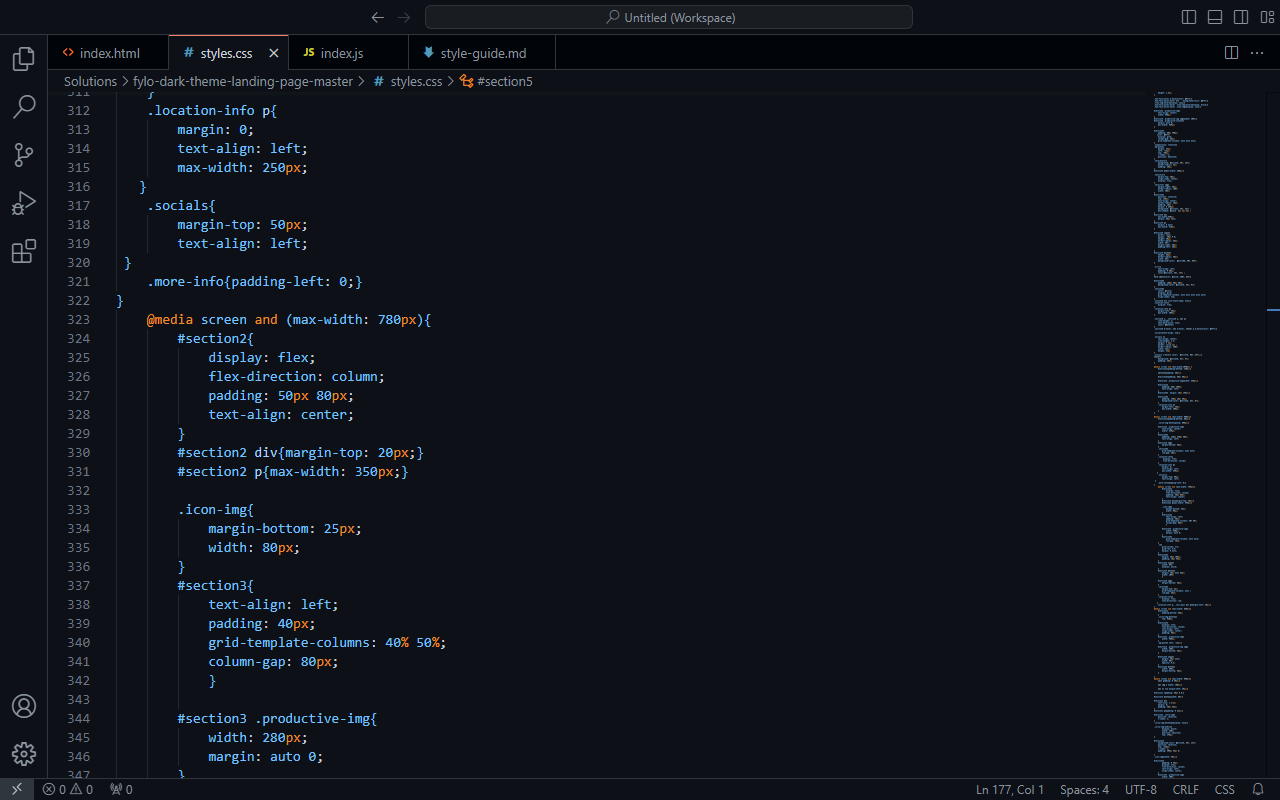 Untitled (Workspace)
index.html
styles.css
JS index.js
style-guide.md
Solutions > fylo-dark-theme-landing-page-master > # styles.css > #section5
311 }
312 .location-info p{
313 margin: 0;
314 text-align: left;
315 max-width: 250px;
316 }
317 .socials{
318 margin-top: 50px;
319 text-align: left;
320 }
321 .more-info{padding-left: 0;}
322 }
323 @media screen and (max-width: 780px){
324 #section2{
325 display: flex;
326 flex-direction: column;
327 padding: 50px 80px;
328 text-align: center;
329 }
330 #section2 div{margin-top: 20px;}
331 #section2 p{max-width: 350px;}
332
333 .icon-img{
334 margin-bottom: 25px;
335 width: 80px;
336 }
337 #section3{
338 text-align: left;
339 padding: 40px;
340 grid-template-columns: 40% 50%;
341 column-gap: 80px;
342 }
343
344 #section3 .productive-img{
345 width: 280px;
346 margin: auto 0;
347 }
0 0 0 Ln 177, Col 1 Spaces: 4 UTF-8 CRLF CSS